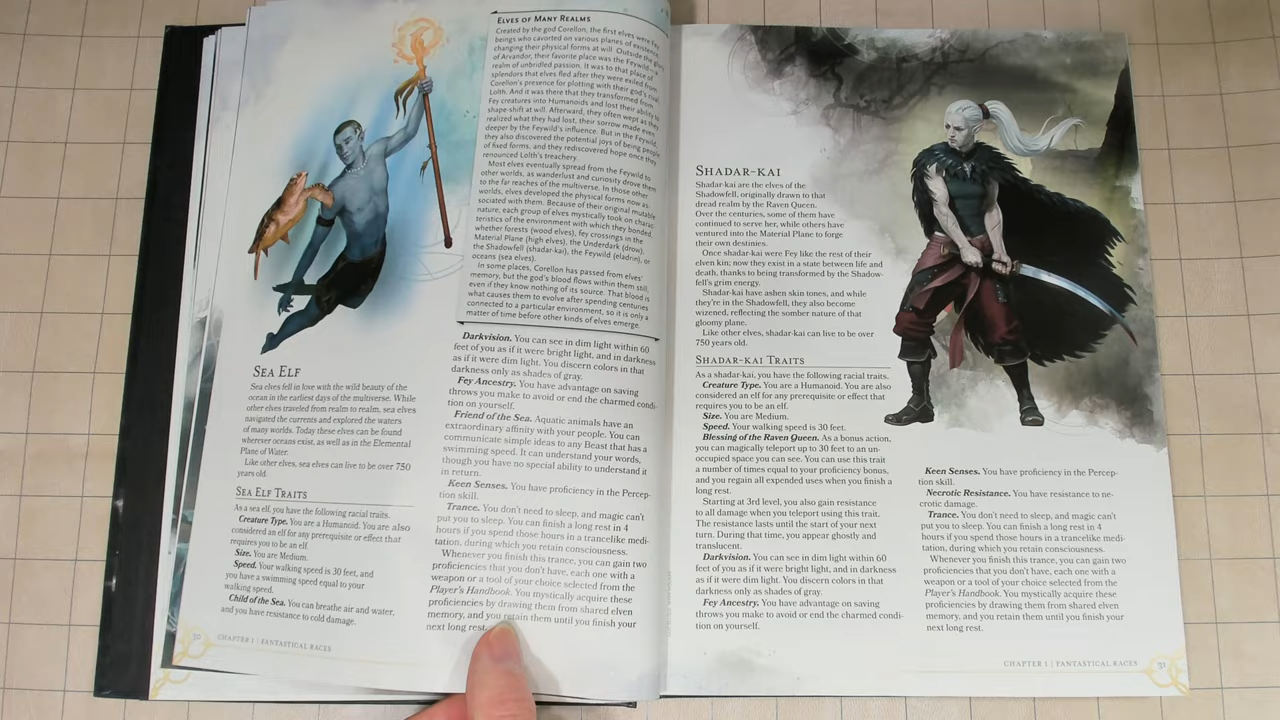 Elves of Many Realms
Created by the god Corellon, the first elves were Fey
beings who cavorted on various planes of existence,
changing their physical forms at will. Outside the glory
of Arvandor, their favorite place was the Feywild—a
realm of unbridled passion. It was to that place of
splendors that elves fled after they were exiled from
Corellon's presence for plotting with their god's rival,
Lolth. And it was there that they transformed from
Fey creatures into Humanoids and lost their ability to
shape-shift at will. Afterward, they often wept as they
realized what they had lost, their sorrow made even
deeper by the Feywild's influence. But in the Feywild,
they also discovered the potential joys of being people
of fixed forms, and they rediscovered hope once they
renounced Lolth's treachery.
Most elves eventually spread from the Feywild to
other worlds, as wanderlust and curiosity drove them
to the far reaches of the multiverse. In those other
worlds, elves developed the physical forms now as-
sociated with them. Because of their original mutable
nature, each group of elves mystically took on charac-
teristics of the environment with which they bonded,
whether forests (wood elves), fey crossings in the
Material Plane (high elves), the Underdark (drow),
the Shadowfell (shadar-kai), the Feywild (eladrin), or
oceans (sea elves).
In some places, Corellon has passed from elves'
memory, but the god's blood flows within them still,
even if they know nothing of its source. That blood is
what causes them to evolve after spending centuries
connected to a particular environment, so it is only a
matter of time before other kinds of elves emerge.
Sea Elf
Sea elves fell in love with the wild beauty of the
ocean in the earliest days of the multiverse. While
other elves traveled from realm to realm, sea elves
navigated the currents and explored the waters
of many worlds. Today these elves can be found
wherever oceans exist, as well as in the Elemental
Plane of Water.
Like other elves, sea elves can live to be over 750
years old.
Sea Elf Traits
As a sea elf, you have the following racial traits.
Creature Type. You are a Humanoid. You are also
considered an elf for any prerequisite or effect that
requires you to be an elf.
Size. You are Medium.
Speed. Your walking speed is 30 feet, and
you have a swimming speed equal to your
walking speed.
Child of the Sea. You can breathe air and water,
and you have resistance to cold damage.
Darkvision. You can see in dim light within 60
feet of you as if it were bright light, and in darkness
as if it were dim light. You discern colors in that
darkness only as shades of gray.
Fey Ancestry. You have advantage on saving
throws you make to avoid or end the charmed condi-
tion on yourself.
Friend of the Sea. Aquatic animals have an
extraordinary affinity with your people. You can
communicate simple ideas to any Beast that has a
swimming speed. It can understand your words,
though you have no special ability to understand it
in return.
Keen Senses. You have proficiency in the Percep-
tion skill.
Trance. You don't need to sleep, and magic can't
put you to sleep. You can finish a long rest in 4
hours if you spend those hours in a trancelike medi-
tation, during which you retain consciousness.
Whenever you finish this trance, you can gain two
proficiencies that you don't have, each one with a
weapon or a tool of your choice selected from the
Player's Handbook. You mystically acquire these
proficiencies by drawing them from shared elven
memory, and you retain them until you finish your
next long rest.
30 CHAPTER 1 | FANTASTICAL RACES
Shadar-kai
Shadar-kai are the elves of the
Shadowfell, originally drawn to that
dread realm by the Raven Queen.
Over the centuries, some of them have
continued to serve her, while others have
ventured into the Material Plane to forge
their own destinies.
Once shadar-kai were Fey like the rest of their
elven kin; now they exist in a state between life and
death, thanks to being transformed by the Shadow-
fell's grim energy.
Shadar-kai have ashen skin tones, and while
they're in the Shadowfell, they also become
wizened, reflecting the somber nature of that
gloomy plane.
Like other elves, shadar-kai can live to be over
750 years old.
Shadar-kai Traits
As a shadar-kai, you have the following racial traits.
Creature Type. You are a Humanoid. You are also
considered an elf for any prerequisite or effect that
requires you to be an elf.
Size. You are Medium.
Speed. Your walking speed is 30 feet.
Blessing of the Raven Queen. As a bonus action,
you can magically teleport up to 30 feet to an un-
occupied space you can see. You can use this trait
a number of times equal to your proficiency bonus,
and you regain all expended uses when you finish a
long rest.
Starting at 3rd level, you also gain resistance
to all damage when you teleport using this trait.
The resistance lasts until the start of your next
turn. During that time, you appear ghostly and
translucent.
Darkvision. You can see in dim light within 60
feet of you as if it were bright light, and in darkness
as if it were dim light. You discern colors in that
darkness only as shades of gray.
Fey Ancestry. You have advantage on saving
throws you make to avoid or end the charmed condi-
tion on yourself.
Keen Senses. You have proficiency in the Percep-
tion skill.
Necrotic Resistance. You have resistance to ne-
crotic damage.
Trance. You don't need to sleep, and magic can't
put you to sleep. You can finish a long rest in 4
hours if you spend those hours in a trancelike medi-
tation, during which you retain consciousness.
Whenever you finish this trance, you can gain two
proficiencies that you don't have, each one with a
weapon or a tool of your choice selected from the
Player's Handbook. You mystically acquire these
proficiencies by drawing them from shared elven
memory, and you retain them until you finish your
next long rest.
CHAPTER 1 | FANTASTICAL RACES 31